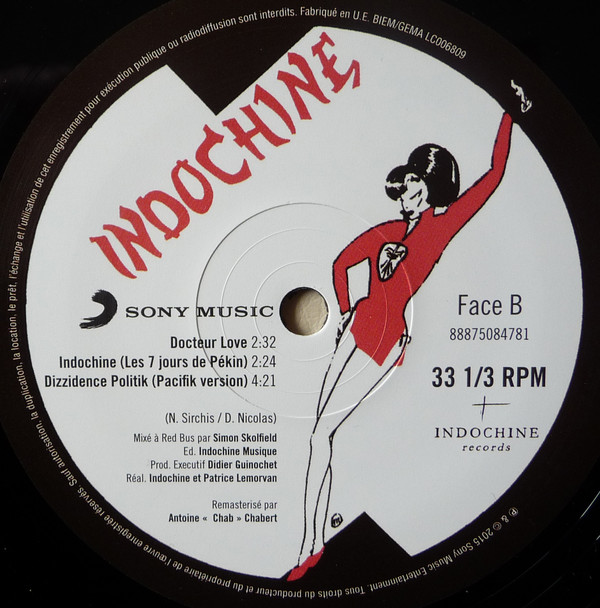 INDOCHINE
SONY MUSIC
Docteur Love 2:32
Indochine (Les 7 jours de Pékin) 2:24
Dizzidence Politik (Pacifik version) 4:21
(N. Sirchis / D. Nicolas)
Mixé à Red Bus par Simon Skolfield
Ed. Indochine Musique
Prod. Executif Didier Guinochet
Réal. Indochine et Patrice Lemorvan
Remasterisé par
Antoine « Chab » Chabert
Face B
88875084781
33 1/3 RPM
INDOCHINE
records
℗ & © 2015 Sony Music Entertainment. Tous droits du producteur et du propriétaire de l'œuvre enregistrée réservés. Sauf autorisation, la duplication, la location, le prêt, l'échange et l'utilisation de cet enregistrement pour exécution publique ou radiodiffusion sont interdits. Fabriqué en U.E. BIEM/GEMA LC006809